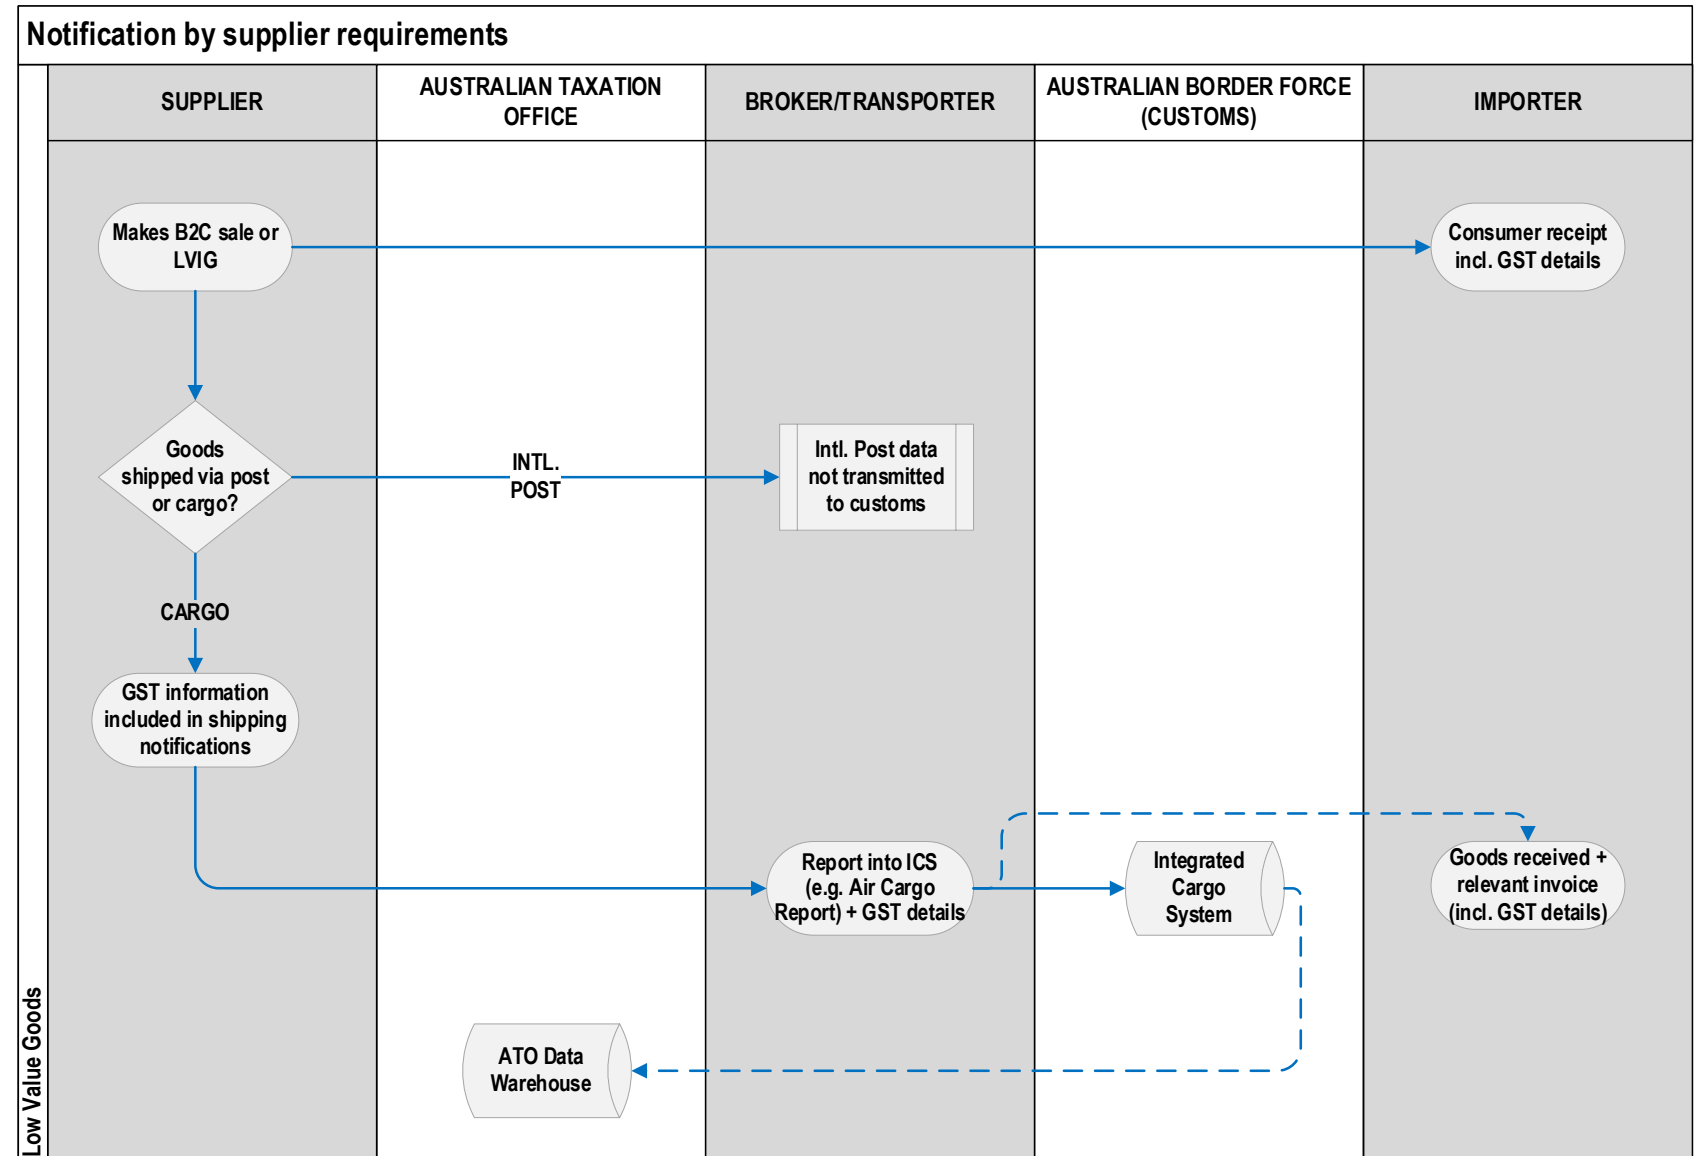 Notification by supplier requirements
SUPPLIER
AUSTRALIAN TAXATION
OFFICE
BROKER/TRANSPORTER
AUSTRALIAN BORDER FORCE
(CUSTOMS)
IMPORTER
Makes B2C sale or
LVIG
Consumer receipt
incl. GST details
Goods
shipped via post
or cargo?
INTL.
POST
Intl. Post data
not transmitted
to customs
CARGO
GST information
included in shipping
notifications
Report into ICS
(e.g. Air Cargo
Report) + GST details
Integrated
Cargo
System
Goods received +
relevant invoice
(incl. GST details)
ATO Data
Warehouse
Low Value Goods